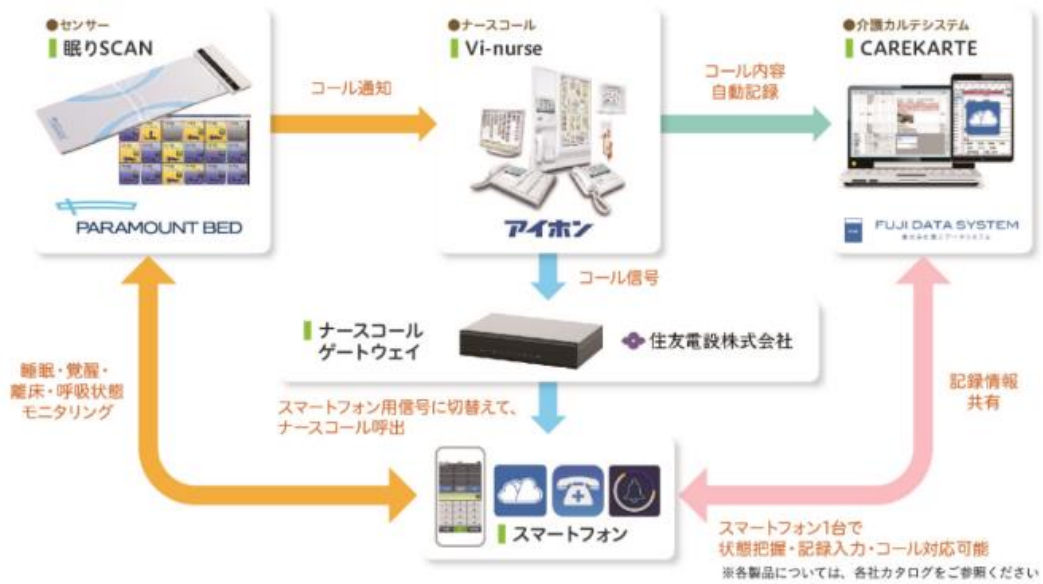 ●センサー
眠りSCAN
PARAMOUNT BED
コール通知
●ナースコール
Vi-nurse
アイホン
コール内容
自動記録
●介護カルテシステム
CAREKARTE
FUJI DATA SYSTEM
コール信号
ナースコール
ゲートウェイ
住友電設株式会社
睡眠・覚醒・
離床・呼吸状態
モニタリング
スマートフォン用信号に切替えて、
ナースコール呼出
スマートフォン
記録情報
共有
スマートフォン1台で
状態把握・記録入力・コール対応可能
※各製品については、各社カタログをご参照ください